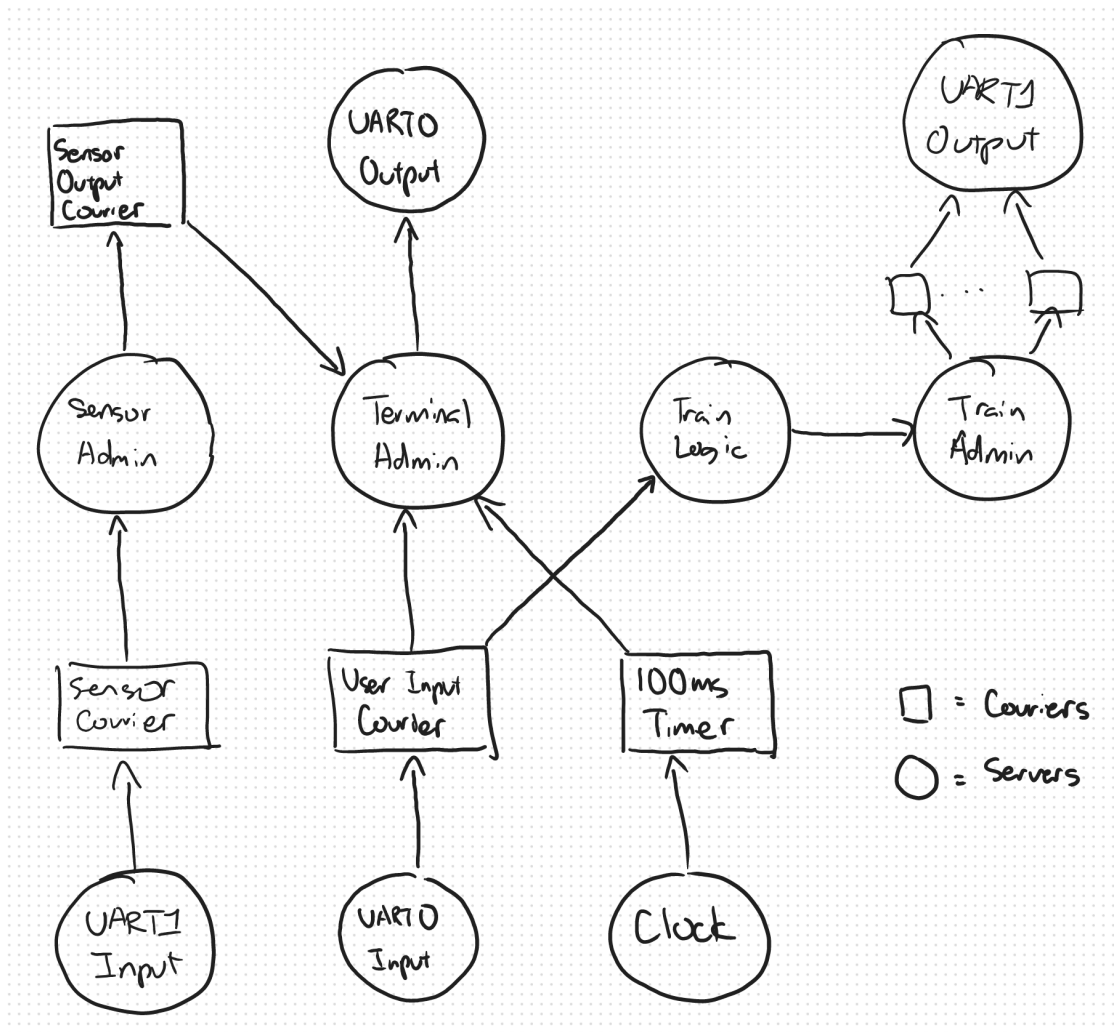 UART1
Output
UART0
Output
Sensor
Output
Courier
Sensor
Admin
Terminal
Admin
Train
Logic
Train
Admin
Sensor
Courier
User Input
Courier
100ms
Timer
= Couriers
= Servers
UART1
Input
UART0
Input
Clock